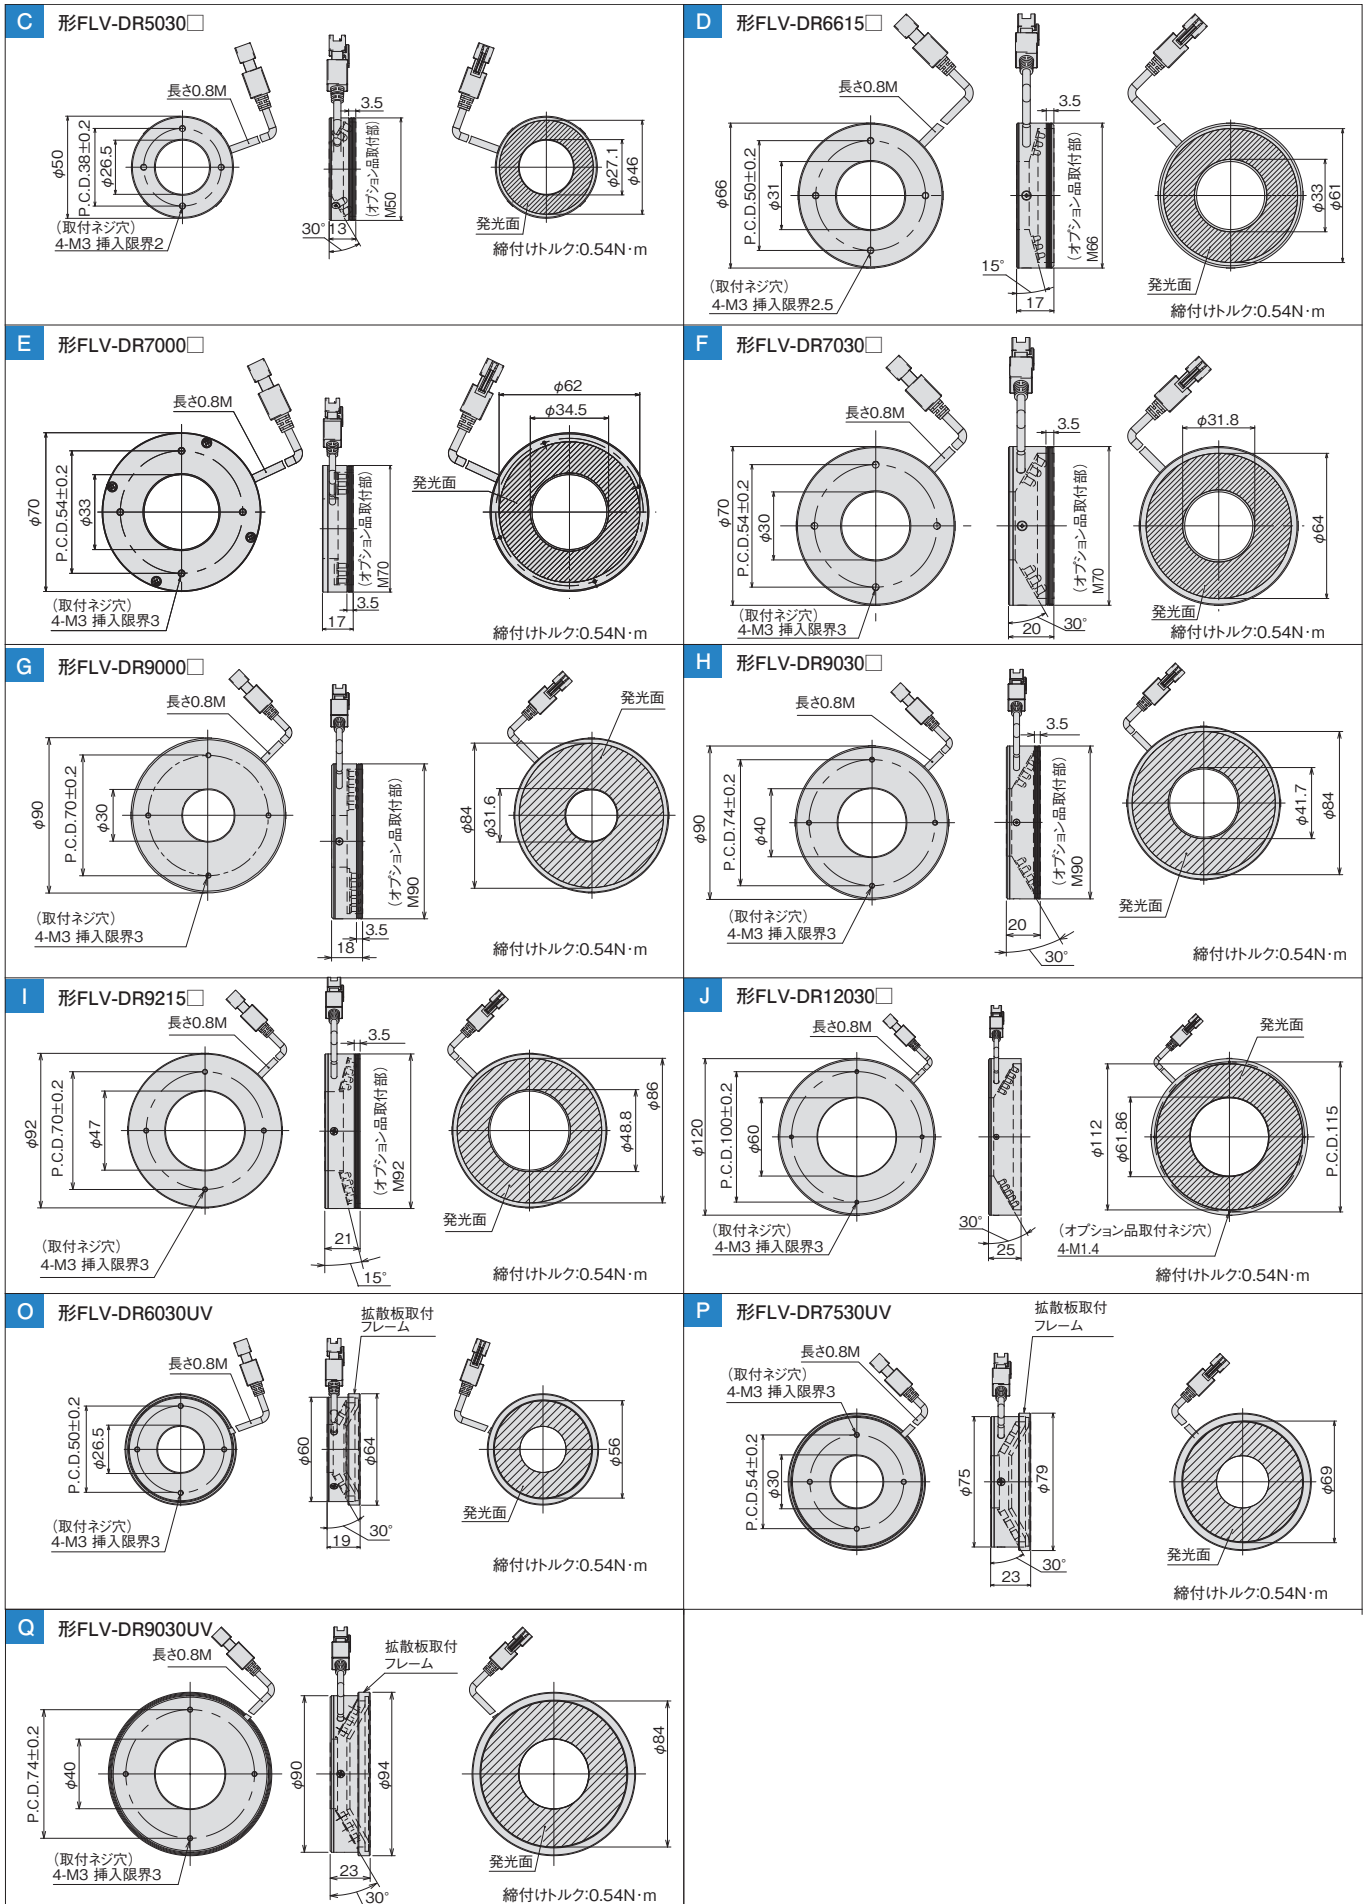 C 形FLV-DR5030□
長さ0.8M
3.5
φ50
P.C.D.38±0.2
φ26.5
(オプション品取付部)
M50
φ27.1
φ46
(取付ネジ穴)
4-M3 挿入限界2
30°
13
発光面
締付けトルク:0.54N·m
D 形FLV-DR6615□
長さ0.8M
3.5
φ66
P.C.D.50±0.2
φ31
(オプション品取付部)
M66
φ33
φ61
(取付ネジ穴)
4-M3 挿入限界2.5
15°
17
発光面
締付けトルク:0.54N·m
E 形FLV-DR7000□
長さ0.8M
φ62
φ34.5
発光面
φ70
P.C.D.54±0.2
φ33
(オプション品取付部)
M70
(取付ネジ穴)
4-M3 挿入限界3
3.5
17
締付けトルク:0.54N·m
F 形FLV-DR7030□
長さ0.8M
3.5
φ31.8
φ70
P.C.D.54±0.2
φ30
(オプション品取付部)
M70
φ64
(取付ネジ穴)
4-M3 挿入限界3
20
30°
発光面
締付けトルク:0.54N·m
G 形FLV-DR9000□
長さ0.8M
発光面
φ90
P.C.D.70±0.2
φ30
(オプション品取付部)
M90
φ84
φ31.6
(取付ネジ穴)
4-M3 挿入限界3
3.5
18
締付けトルク:0.54N·m
H 形FLV-DR9030□
長さ0.8M
3.5
φ90
P.C.D.74±0.2
φ40
(オプション品取付部)
M90
φ41.7
φ84
(取付ネジ穴)
4-M3 挿入限界3
20
30°
発光面
締付けトルク:0.54N·m
I 形FLV-DR9215□
長さ0.8M
3.5
φ92
P.C.D.70±0.2
φ47
(オプション品取付部)
M92
φ48.8
φ86
発光面
(取付ネジ穴)
4-M3 挿入限界3
21
15°
締付けトルク:0.54N·m
J 形FLV-DR12030□
長さ0.8M
発光面
φ120
P.C.D.100±0.2
φ60
φ112
φ61.86
P.C.D.115
(取付ネジ穴)
4-M3 挿入限界3
30°
25
(オプション品取付ネジ穴)
4-M1.4
締付けトルク:0.54N·m
O 形FLV-DR6030UV
拡散板取付
フレーム
長さ0.8M
P.C.D.50±0.2
φ26.5
φ60
φ64
φ56
(取付ネジ穴)
4-M3 挿入限界3
30°
19
発光面
締付けトルク:0.54N·m
P 形FLV-DR7530UV
拡散板取付
フレーム
長さ0.8M
(取付ネジ穴)
4-M3 挿入限界3
P.C.D.54±0.2
φ30
φ75
φ79
φ69
30°
23
発光面
締付けトルク:0.54N·m
Q 形FLV-DR9030UV
長さ0.8M
拡散板取付
フレーム
P.C.D.74±0.2
φ40
φ90
φ94
φ84
(取付ネジ穴)
4-M3 挿入限界3
23
30°
発光面
締付けトルク:0.54N·m